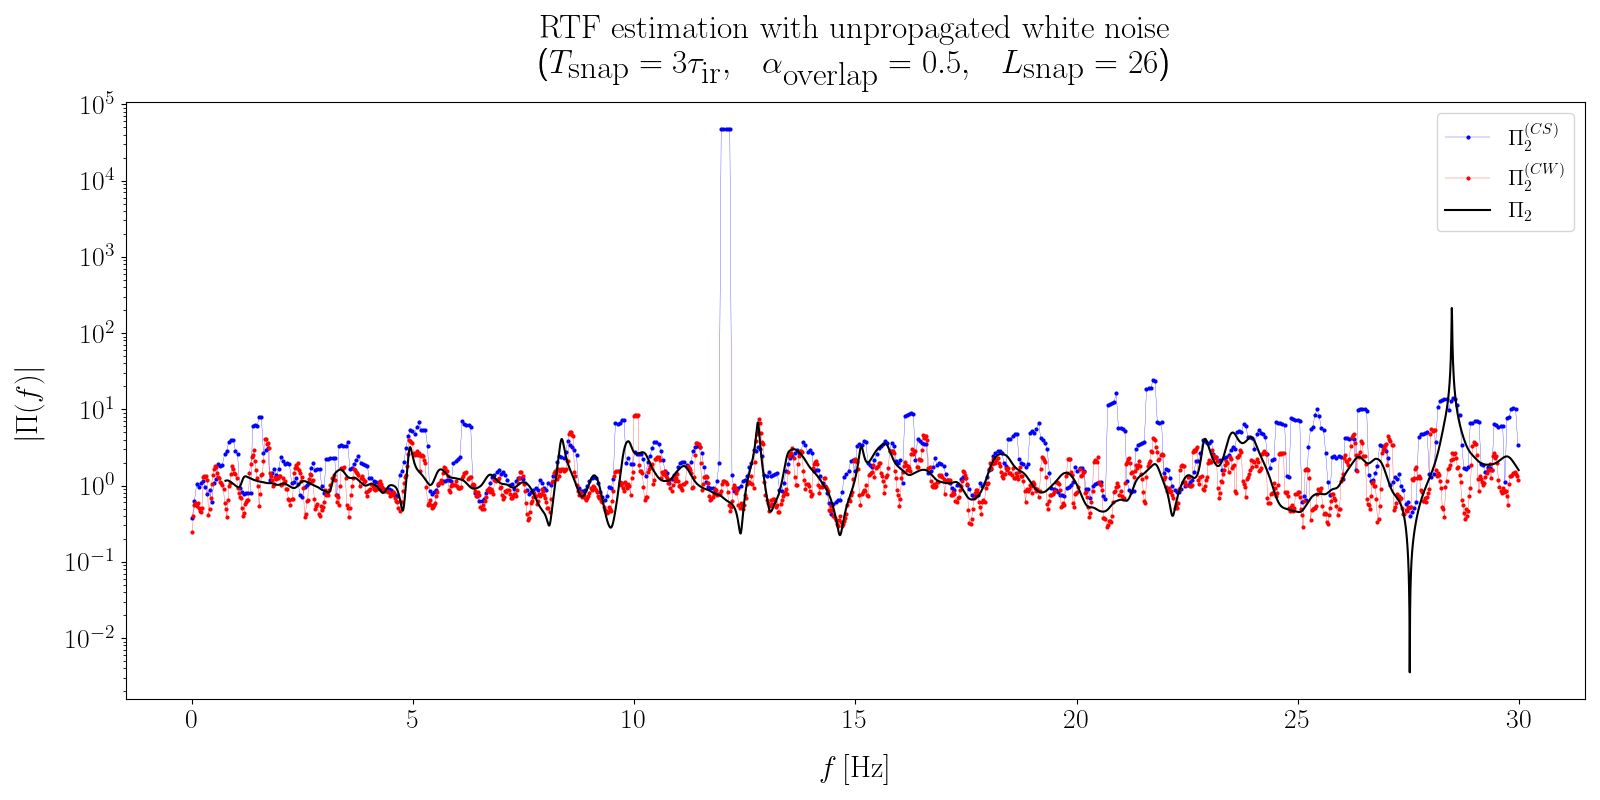 RTF estimation with unpropagated white noise
(T_snap = 3τ_ir, α_overlap = 0.5, L_snap = 26)
|Π(f)|
10^5
10^4
10^3
10^2
10^1
10^0
10^−1
10^−2
Π_2^(CS)
Π_2^(CW)
Π_2
0 5 10 15 20 25 30
f [Hz]